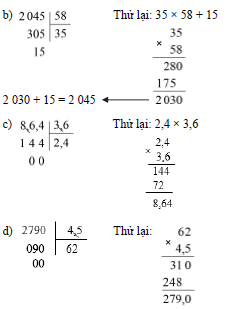 b) 2 045 58 Thử lại: 35 × 58 + 15
305 35 35
15 × 58
280
175
2 030 + 15 = 2 045 2 030
c) 8,6,4 3,6 Thử lại: 2,4 × 3,6
1 4 4 2,4 2,4
0 0 × 3,6
144
72
8,64
d) 2790 4,5 Thử lại: 62
090 62 × 4,5
00 3 1 0
248
279,0